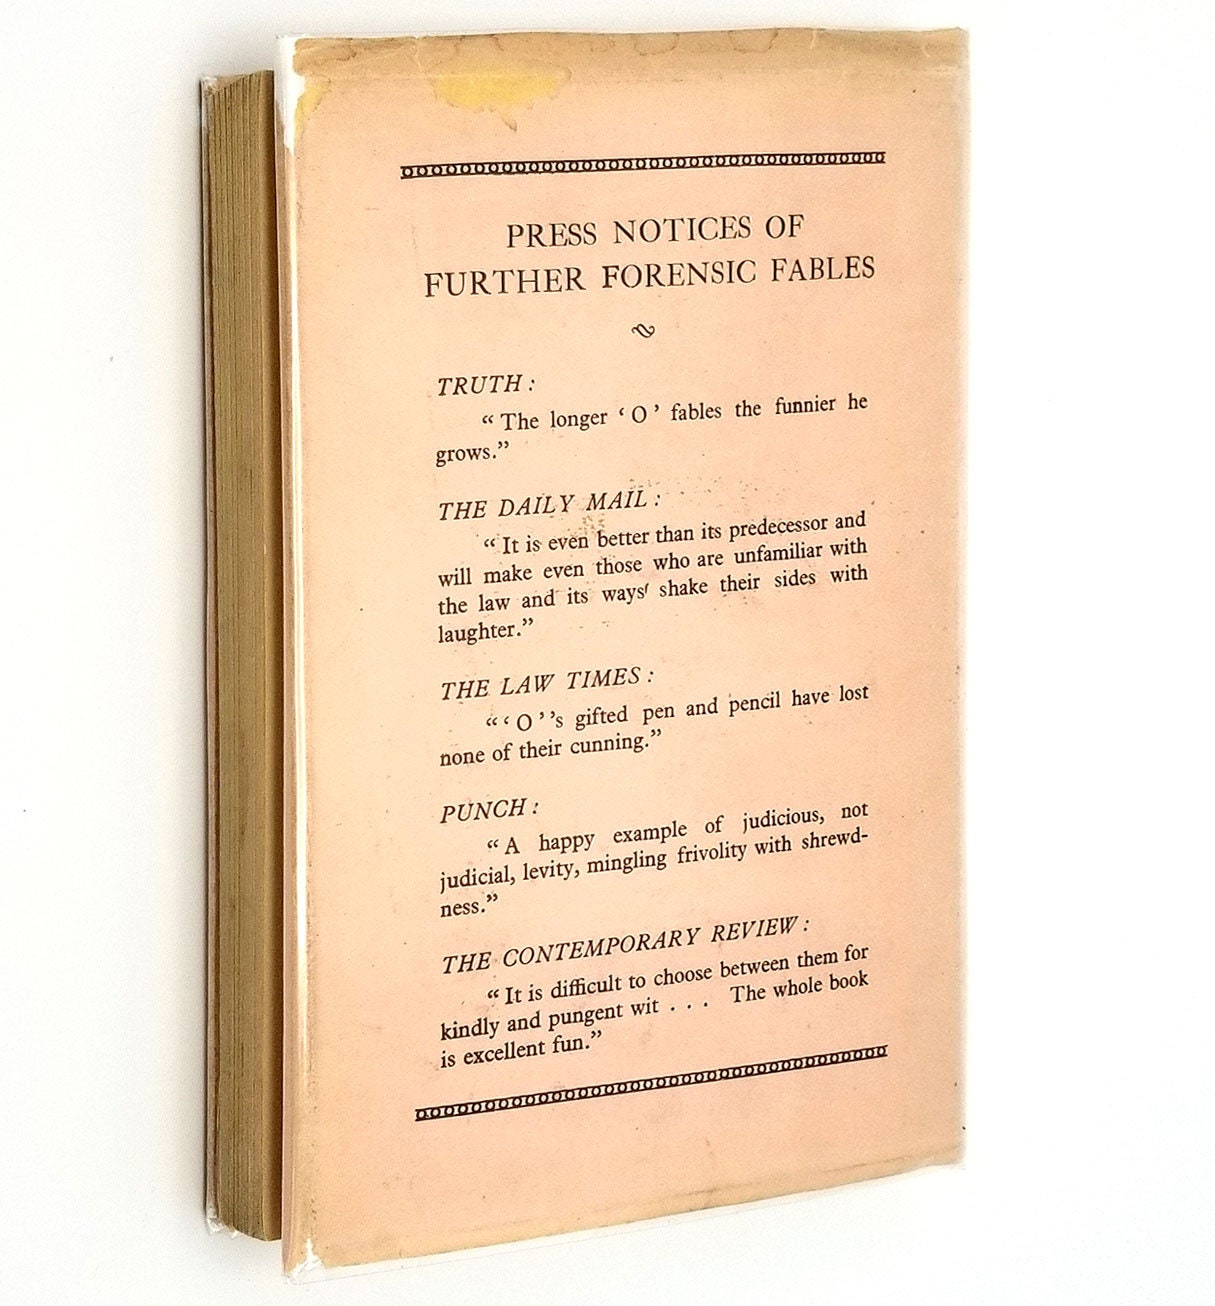 PRESS NOTICES OF
FURTHER FORENSIC FABLES
TRUTH :
“ The longer ‘ O ’ fables the funnier he
grows.”
THE DAILY MAIL :
“ It is even better than its predecessor and
will make even those who are unfamiliar with
the law and its ways shake their sides with
laughter.”
THE LAW TIMES :
“ ‘ O ’ ’s gifted pen and pencil have lost
none of their cunning.”
PUNCH :
“ A happy example of judicious, not
judicial, levity, mingling frivolity with shrewd-
ness.”
THE CONTEMPORARY REVIEW :
“ It is difficult to choose between them for
kindly and pungent wit . . . The whole book
is excellent fun.”